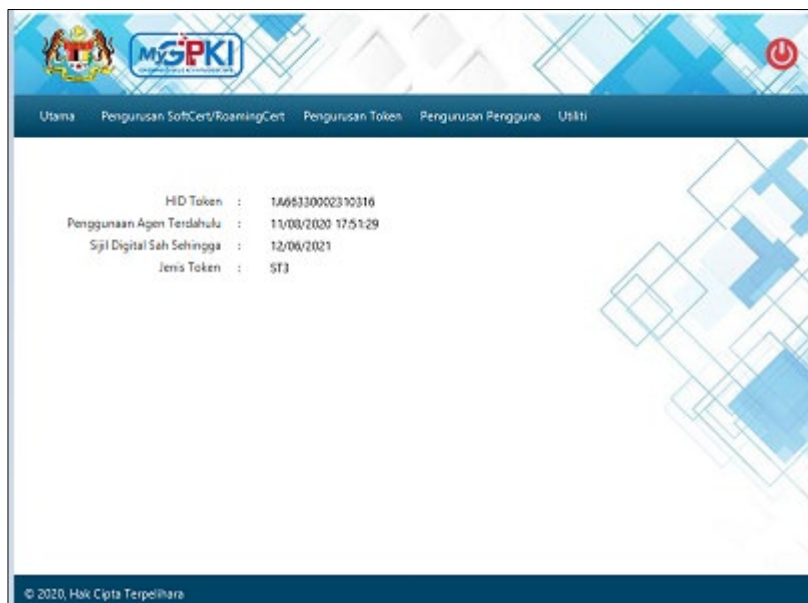 MyGPKI
Utama Pengurusan SoftCert/RoamingCert Pengurusan Token Pengurusan Pengguna Utiliti
HID Token : 1A66330002310316
Penggunaan Agen Terdahulu : 11/08/2020 17:51:29
Sijil Digital Sah Sehingga : 12/06/2021
Jenis Token : ST3
© 2020, Hak Cipta Terpelihara